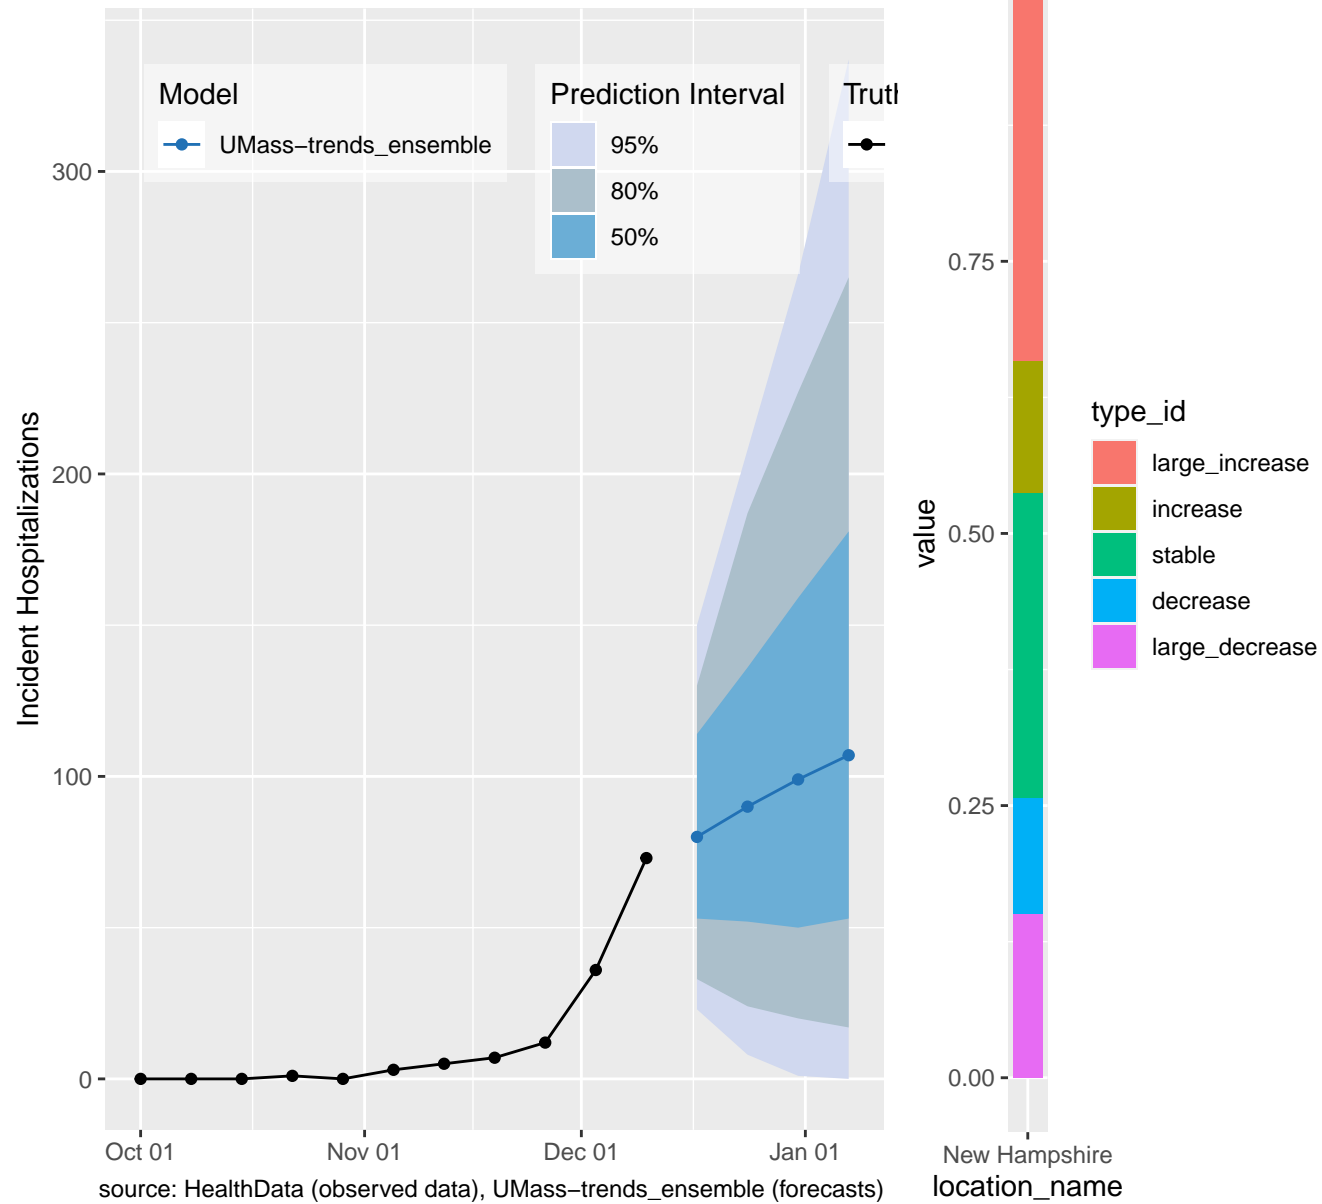 Model
UMass−trends_ensemble
Prediction Interval
95%
80%
50%
300
200
100
0
Incident Hospitalizations
Oct 01
Nov 01
Dec 01
Jan 01
source: HealthData (observed data), UMass−trends_ensemble (forecasts)
0.75
0.50
0.25
0.00
value
New Hampshire
location_name
type_id
large_increase
increase
stable
decrease
large_decrease